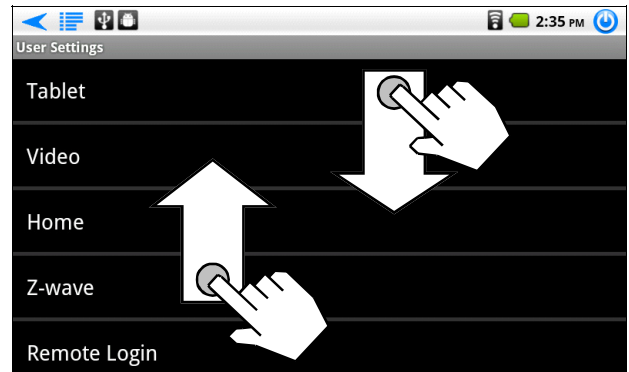 2:35 PM
User Settings
Tablet
Video
Home
Z-wave
Remote Login